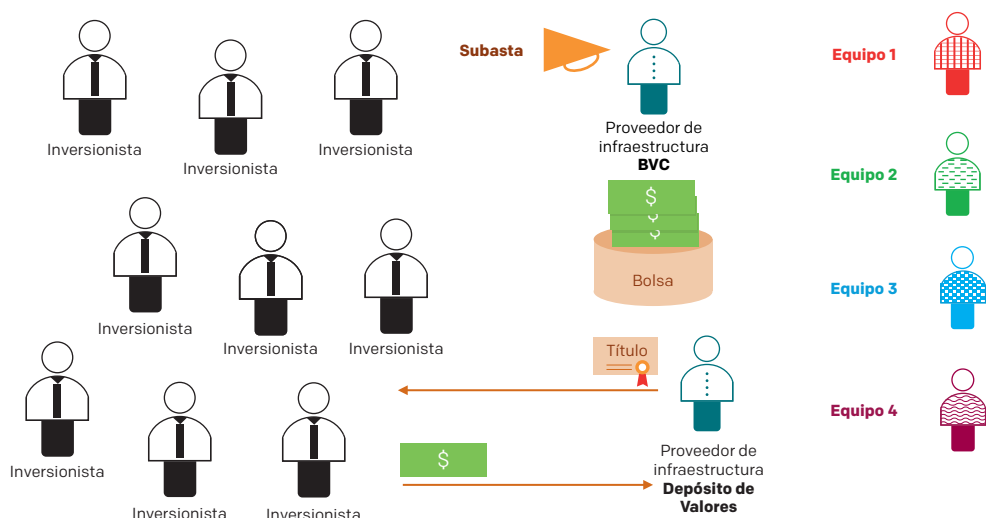 Subasta
Equipo 1
Proveedor de
infraestructura
BVC
Inversionista
Inversionista
Inversionista
Equipo 2
$
$
$
Bolsa
Equipo 3
Inversionista
Inversionista
Inversionista
Título
Equipo 4
Proveedor de
infraestructura
Depósito de
Valores
$
Inversionista
Inversionista
Inversionista